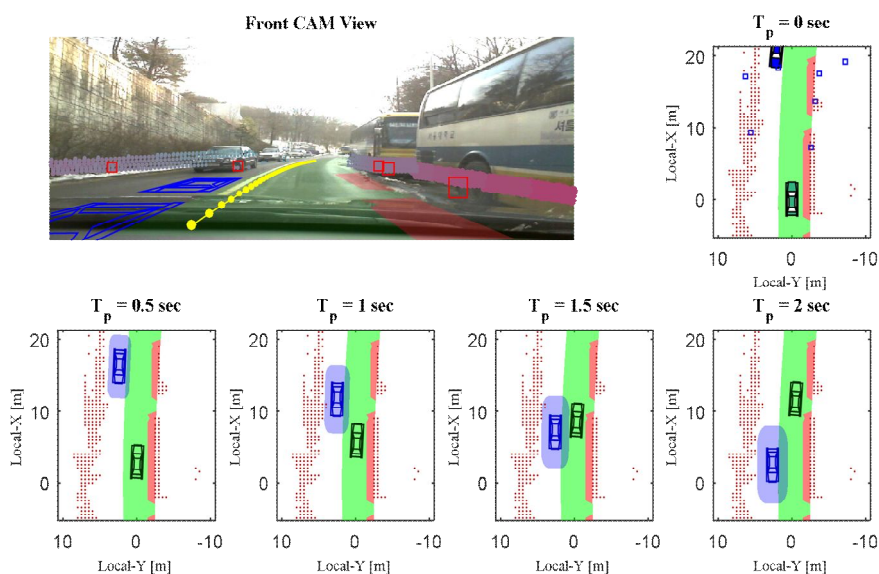 Front CAM View
T_p = 0 sec
20
10
0
Local-X [m]
10
0
-10
Local-Y [m]
T_p = 0.5 sec
20
10
0
Local-X [m]
10
0
-10
Local-Y [m]
T_p = 1 sec
20
10
0
Local-X [m]
10
0
-10
Local-Y [m]
T_p = 1.5 sec
20
10
0
Local-X [m]
10
0
-10
Local-Y [m]
T_p = 2 sec
20
10
0
Local-X [m]
10
0
-10
Local-Y [m]